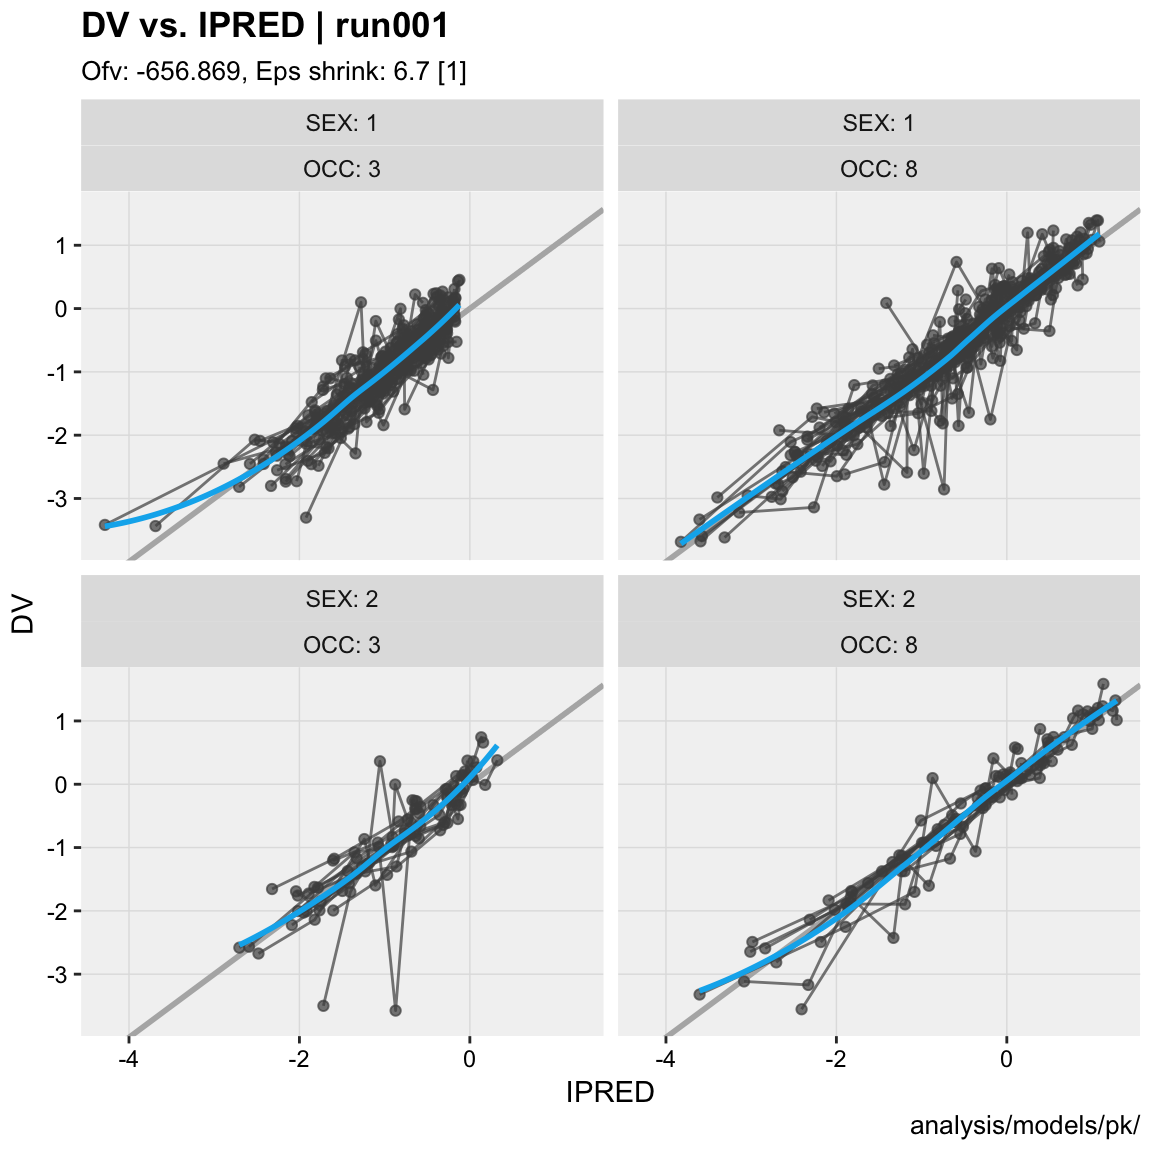 DV vs. IPRED | run001
Ofv: -656.869, Eps shrink: 6.7 [1]
SEX: 1
OCC: 3
SEX: 1
OCC: 8
1
0
-1
-2
-3
SEX: 2
OCC: 3
SEX: 2
OCC: 8
DV
1
0
-1
-2
-3
-4 -2 0 -4 -2 0
IPRED
analysis/models/pk/